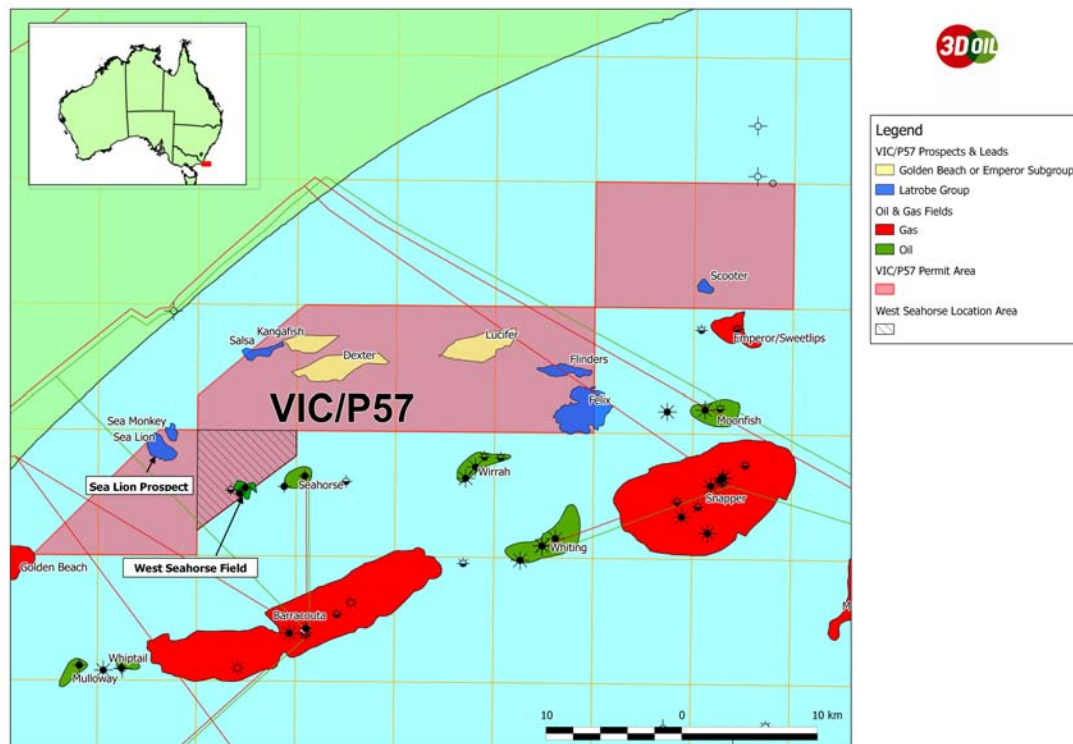 3D OIL
Legend
VIC/P57 Prospects & Leads
Golden Beach or Emperor Subgroup
Latrobe Group
Oil & Gas Fields
Gas
Oil
VIC/P57 Permit Area
West Seahorse Location Area
Scooter
Emperor/Sweetlips
Kangafish
Salsa
Lucifer
Dexter
Flinders
VIC/P57
Felix
Moonfish
Sea Monkey
Sea Lion
Sea Lion Prospect
Seahorse
Wirrah
Snapper
Whiting
Golden Beach
West Seahorse Field
M
Barracouta
Whiptail
Mulloway
10 0 10 km